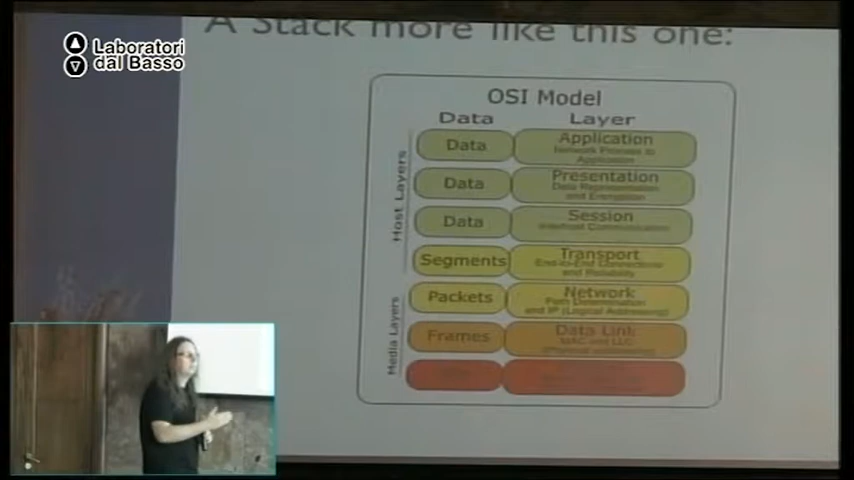 A Stack more like this one:
Laboratori
dal Basso
OSI Model
Data Layer
Host Layers
Media Layers
Data Application
Network Process to
Application
Data Presentation
Data Representation
and Encryption
Data Session
Interhost Communication
Segments Transport
End-to-End Connections
and Reliability
Packets Network
Path Determination
and IP (Logical Addressing)
Frames Data Link
MAC and LLC
(Physical addressing)